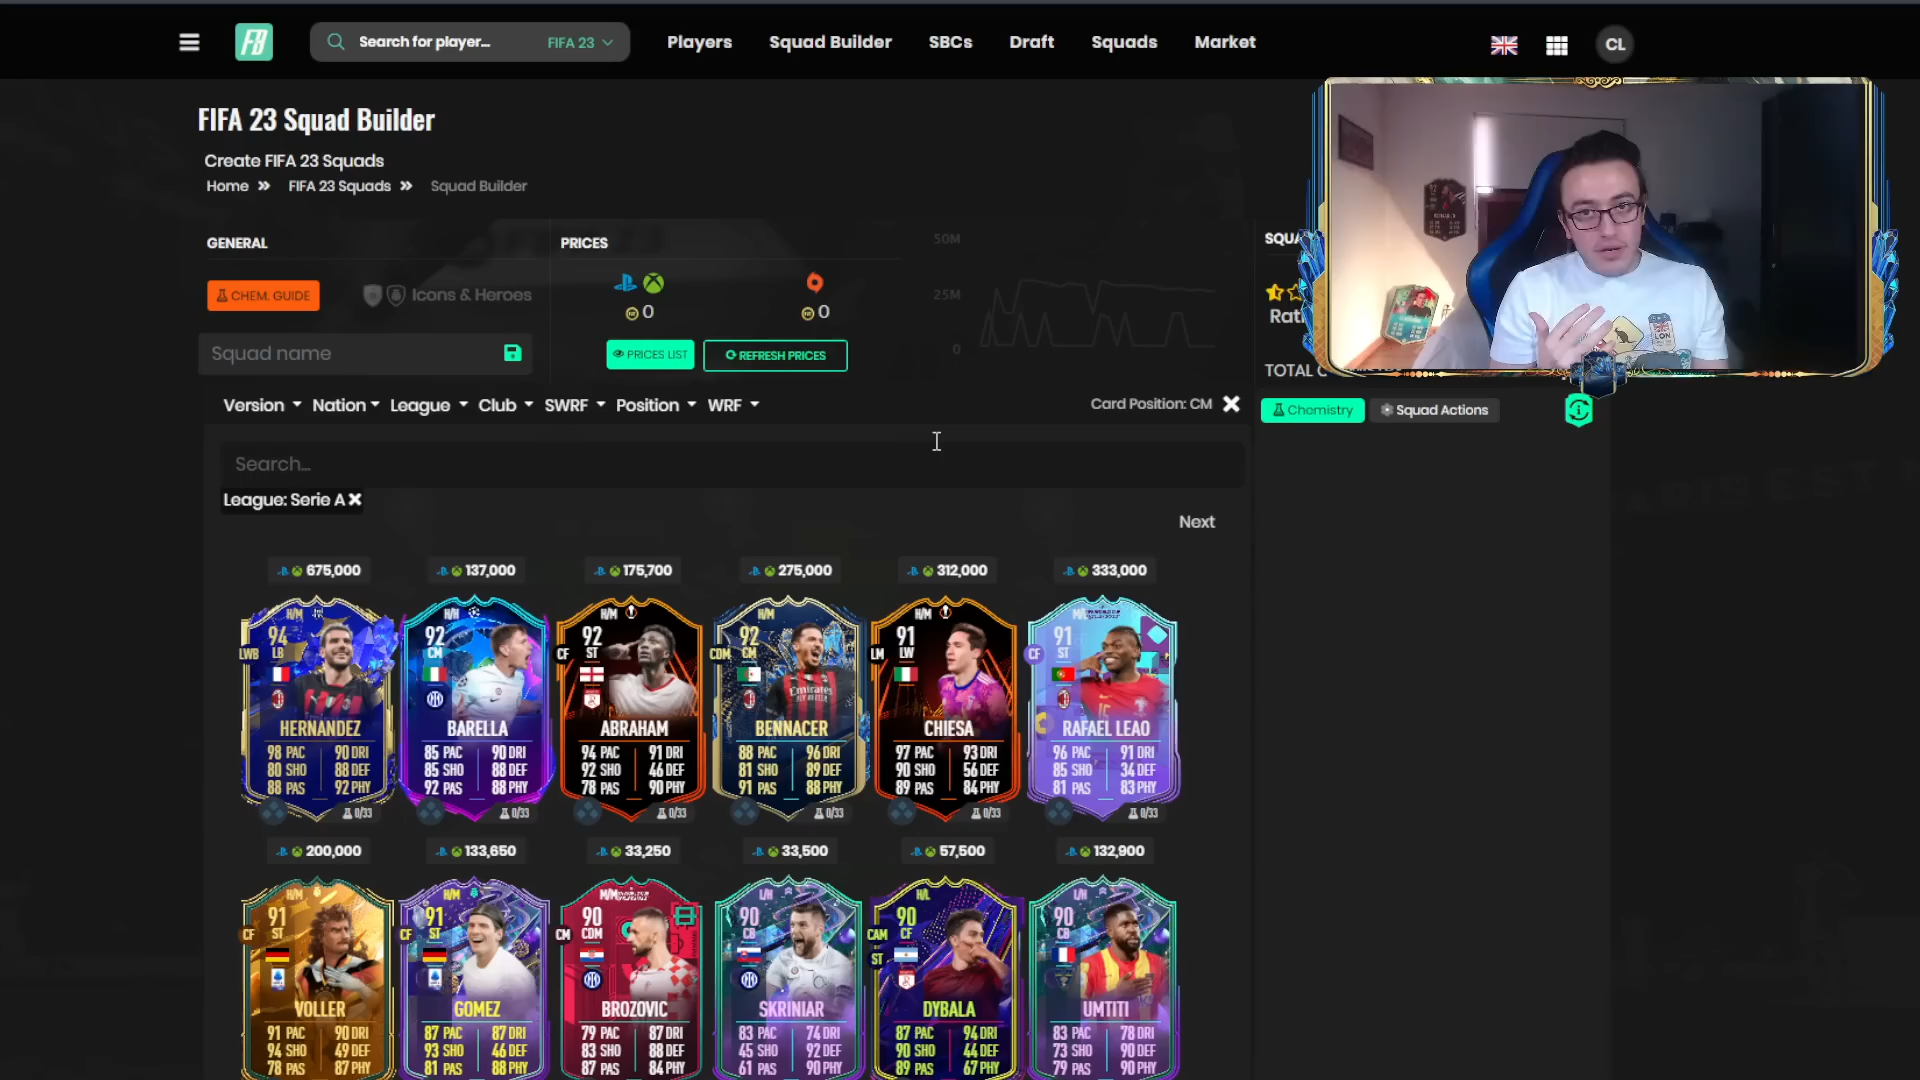 FB Search for player... FIFA 23 Players Squad Builder SBCs Draft Squads Market CL
FIFA 23 Squad Builder
Create FIFA 23 Squads
Home » FIFA 23 Squads » Squad Builder
GENERAL PRICES 50M SQUA
CHEM. GUIDE Icons & Heroes 25M
0 0 Rati
Squad name PRICES LIST REFRESH PRICES 0
TOTAL C
Version Nation League Club SWRF Position WRF Card Position: CM
Chemistry Squad Actions
Search...
League: Serie A
Next
675,000 137,000 175,700 275,000 312,000 333,000
H/M H/H H/M H/M H/M
94 92 92 92 91 91
LWB LB CM CF ST CDM CM LM LW CF ST
HERNANDEZ BARELLA ABRAHAM BENNACER CHIESA RAFAEL LEAO
98 PAC 90 DRI 85 PAC 90 DRI 94 PAC 91 DRI 88 PAC 96 DRI 97 PAC 93 DRI 96 PAC 91 DRI
80 SHO 88 DEF 85 SHO 88 DEF 92 SHO 46 DEF 81 SHO 89 DEF 90 SHO 56 DEF 85 SHO 34 DEF
88 PAS 92 PHY 92 PAS 88 PHY 78 PAS 90 PHY 91 PAS 88 PHY 89 PAS 84 PHY 81 PAS 83 PHY
0/33 0/33 0/33 0/33 0/33 0/33
200,000 133,650 33,250 33,500 57,500 132,900
H/M H/M M/M L/H H/L L/H
91 91 90 90 90 90
CF ST CF ST CM CDM CB CAM CF ST CB
VOLLER GOMEZ BROZOVIC SKRINIAR DYBALA UMTITI
91 PAC 90 DRI 87 PAC 87 DRI 79 PAC 87 DRI 83 PAC 74 DRI 87 PAC 94 DRI 83 PAC 78 DRI
94 SHO 49 DEF 93 SHO 46 DEF 83 SHO 88 DEF 45 SHO 92 DEF 90 SHO 44 DEF 73 SHO 90 DEF
78 PAS 87 PHY 81 PAS 88 PHY 87 PAS 84 PHY 61 PAS 90 PHY 89 PAS 67 PHY 79 PAS 90 PHY